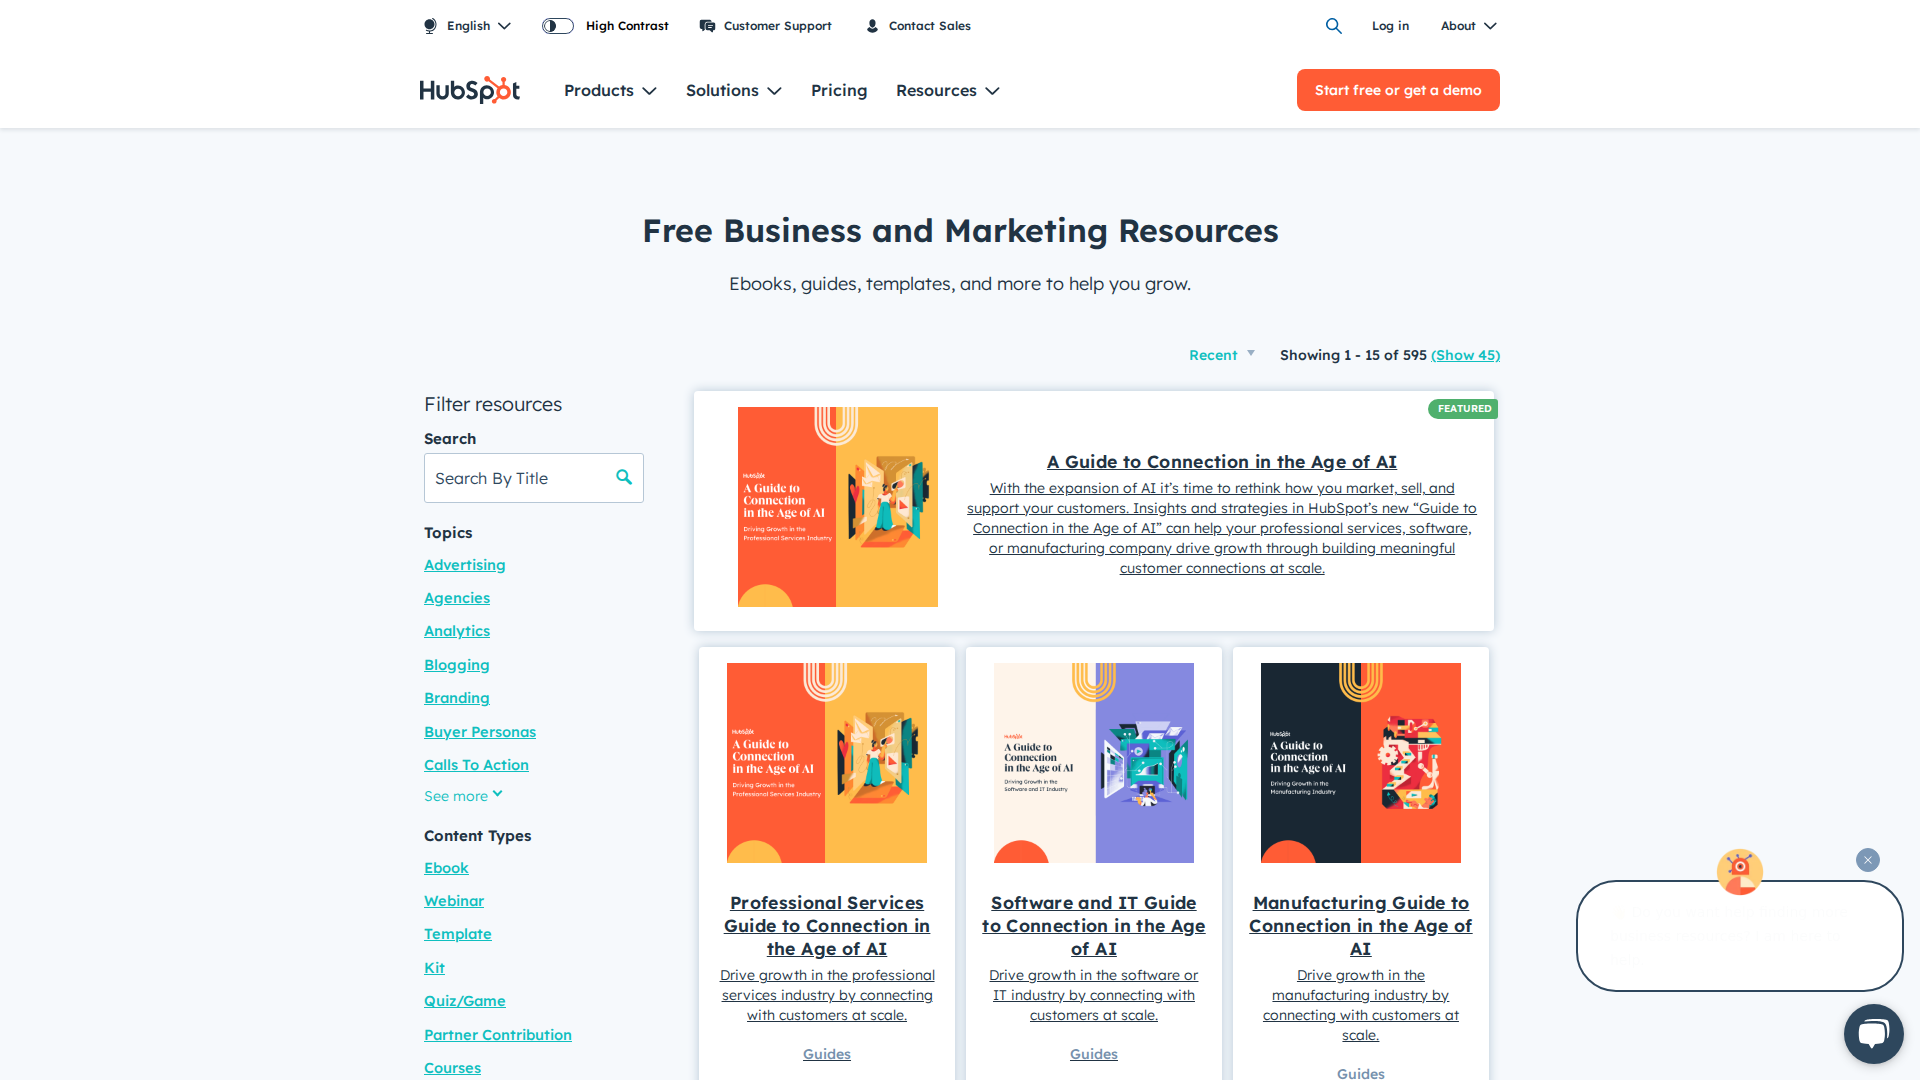 English
High Contrast
Customer Support
Contact Sales
Log in
About
HubSpot
Products
Solutions
Pricing
Resources
Start free or get a demo
Free Business and Marketing Resources
Ebooks, guides, templates, and more to help you grow.
Recent
Showing 1 - 15 of 595 (Show 45)
Filter resources
Search
Search By Title
Topics
Advertising
Agencies
Analytics
Blogging
Branding
Buyer Personas
Calls To Action
See more
Content Types
Ebook
Webinar
Template
Kit
Quiz/Game
Partner Contribution
Courses
FEATURED
HubSpot
A Guide to
Connection
in the Age of AI
Driving Growth in the
Professional Services Industry
A Guide to Connection in the Age of AI
With the expansion of AI it’s time to rethink how you market, sell, and
support your customers. Insights and strategies in HubSpot’s new “Guide to
Connection in the Age of AI” can help your professional services, software,
or manufacturing company drive growth through building meaningful
customer connections at scale.
HubSpot
A Guide to
Connection
in the Age of AI
Driving Growth in the
Professional Services Industry
Professional Services
Guide to Connection in
the Age of AI
Drive growth in the professional
services industry by connecting
with customers at scale.
Guides
HubSpot
A Guide to
Connection
in the Age of AI
Driving Growth in the
Software and IT Industry
Software and IT Guide
to Connection in the Age
of AI
Drive growth in the software or
IT industry by connecting with
customers at scale.
Guides
HubSpot
A Guide to
Connection
in the Age of AI
Driving Growth in the
Manufacturing Industry
Manufacturing Guide to
Connection in the Age of
AI
Drive growth in the
manufacturing industry by
connecting with customers at
scale.
Guides